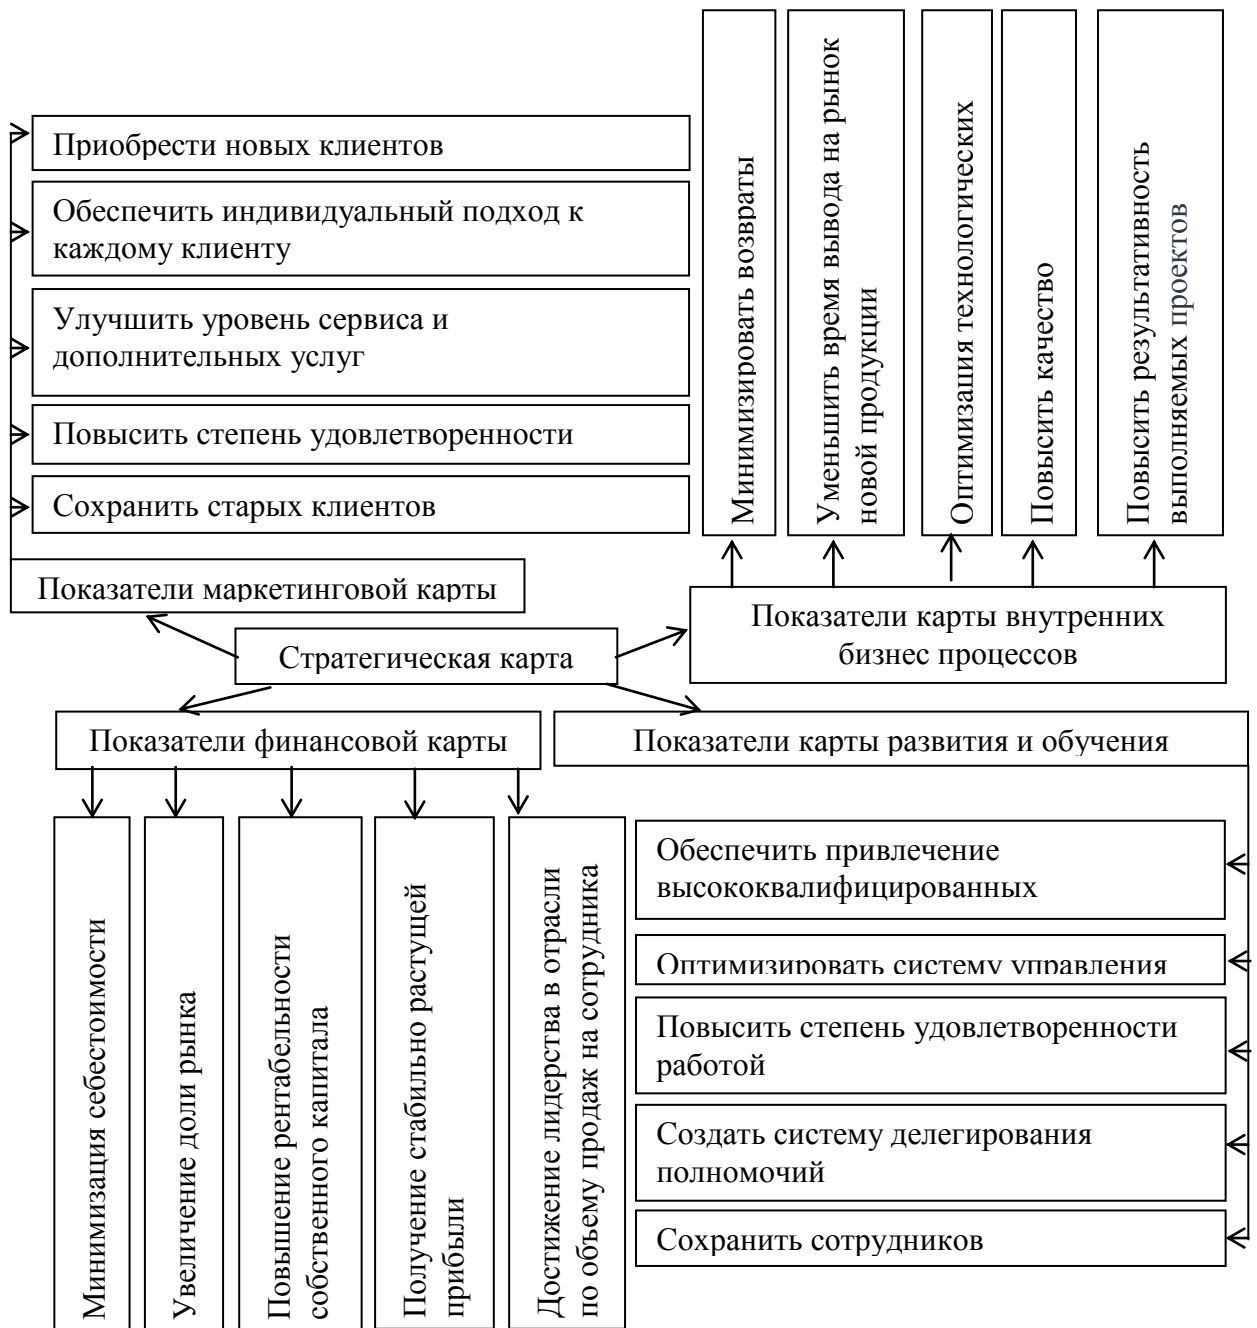 Приобрести новых клиентов
Обеспечить индивидуальный подход к
каждому клиенту
Улучшить уровень сервиса и
дополнительных услуг
Повысить степень удовлетворенности
Сохранить старых клиентов
Показатели маркетинговой карты
Минимизировать возвраты
Уменьшить время вывода на рынок
новой продукции
Оптимизация технологических
Повысить качество
Повысить результативность
выполняемых проектов
Показатели карты внутренних
бизнес процессов
Стратегическая карта
Показатели финансовой карты
Показатели карты развития и обучения
Минимизация себестоимости
Увеличение доли рынка
Повышение рентабельности
собственного капитала
Получение стабильно растущей
прибыли
Достижение лидерства в отрасли
по объему продаж на сотрудника
Обеспечить привлечение
высококвалифицированных
Оптимизировать систему управления
Повысить степень удовлетворенности
работой
Создать систему делегирования
полномочий
Сохранить сотрудников